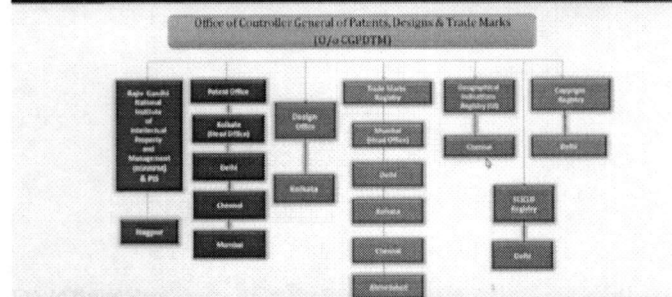 Office of Controller General of Patents, Designs & Trade Marks
(O/o CGPDTM)
Rajiv Gandhi
National
Institute
of
Intellectual
Property
and
Management
(RGNIIPM)
& PIS
Nagpur
Patent Office
Kolkata
(Head Office)
Delhi
Chennai
Mumbai
Design
Office
Kolkata
Trade Marks
Registry
Mumbai
(Head Office)
Delhi
Kolkata
Chennai
Ahmedabad
Geographical
Indications
Registry (GI)
Chennai
SICLD
Registry
Delhi
Copyright
Registry
Delhi